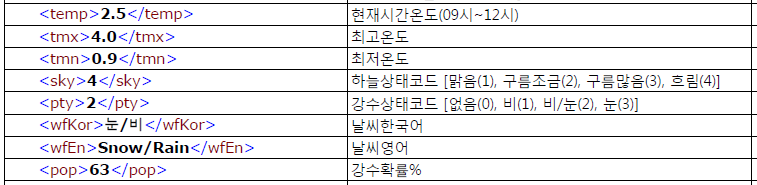 <temp>2.5</temp> 현재시간온도(09시~12시)
<tmx>4.0</tmx> 최고온도
<tmn>0.9</tmn> 최저온도
<sky>4</sky> 하늘상태코드 [맑음(1), 구름조금(2), 구름많음(3), 흐림(4)]
<pty>2</pty> 강수상태코드 [없음(0), 비(1), 비/눈(2), 눈(3)]
<wfKor>눈/비</wfKor> 날씨한국어
<wfEn>Snow/Rain</wfEn> 날씨영어
<pop>63</pop> 강수확률%